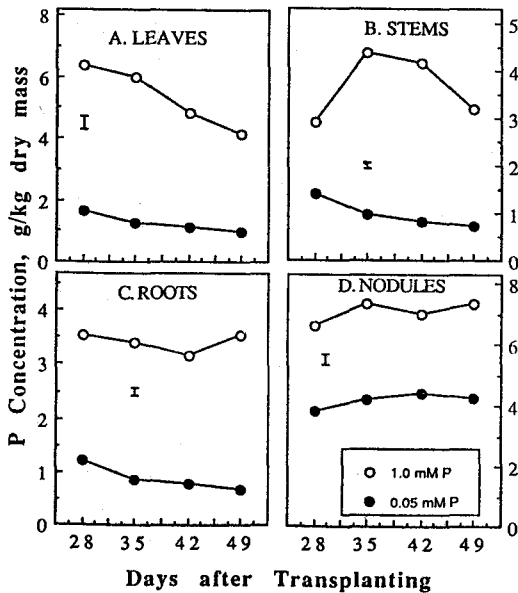 A. LEAVES
8
6
4
2
0
B. STEMS
5
4
3
2
1
0
C. ROOTS
4
3
2
1
0
D. NODULES
8
6
4
2
0
1.0 mM P
0.05 mM P
P Concentration, g/kg dry mass
28 35 42 49
28 35 42 49
Days after Transplanting